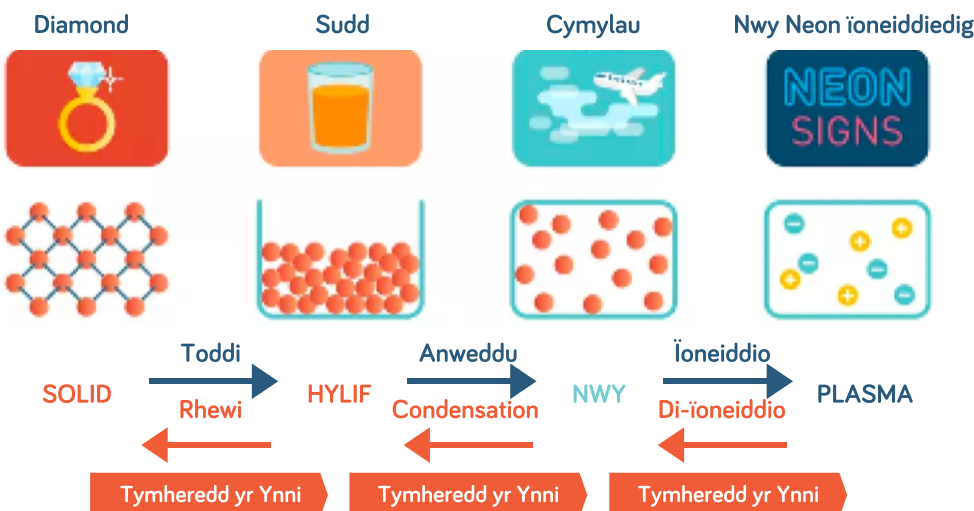 Diamond
Sudd
Cymylau
Nwy Neon ïoneiddiedig
NEON
SIGNS
Toddi
Anweddu
Ïoneiddio
SOLID
HYLIF
NWY
PLASMA
Rhewi
Condensation
Di-ïoneiddio
Tymheredd yr Ynni
Tymheredd yr Ynni
Tymheredd yr Ynni